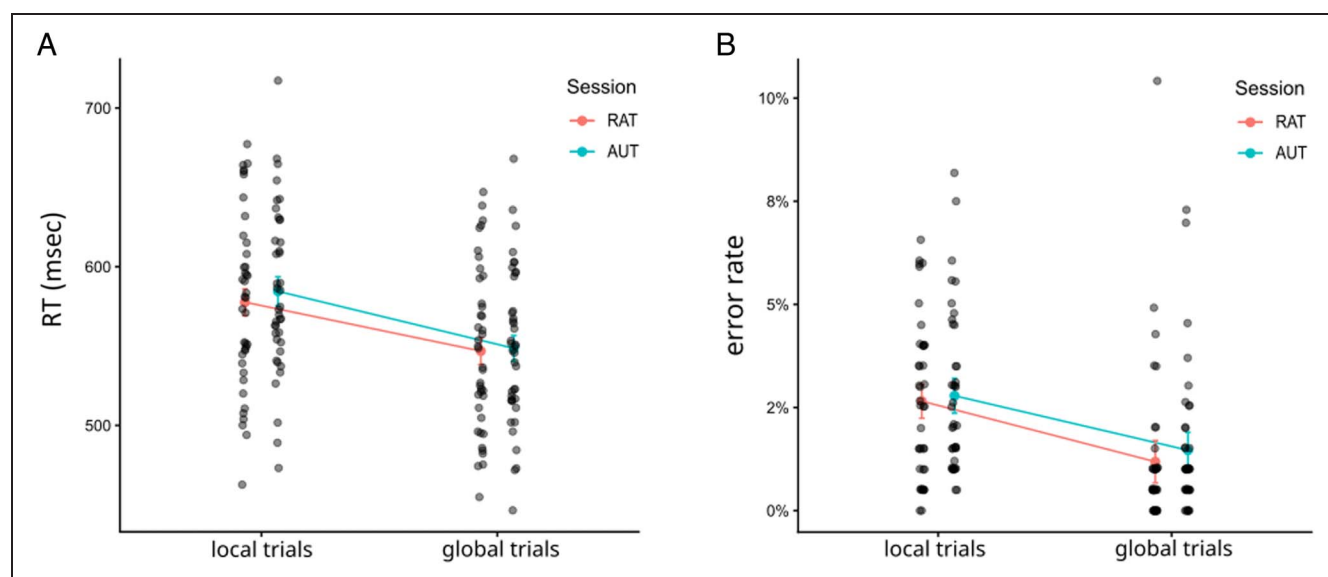 A
RT (msec)
700
600
500
local trials
global trials
Session
RAT
AUT
B
error rate
10%
8%
5%
2%
0%
local trials
global trials
Session
RAT
AUT